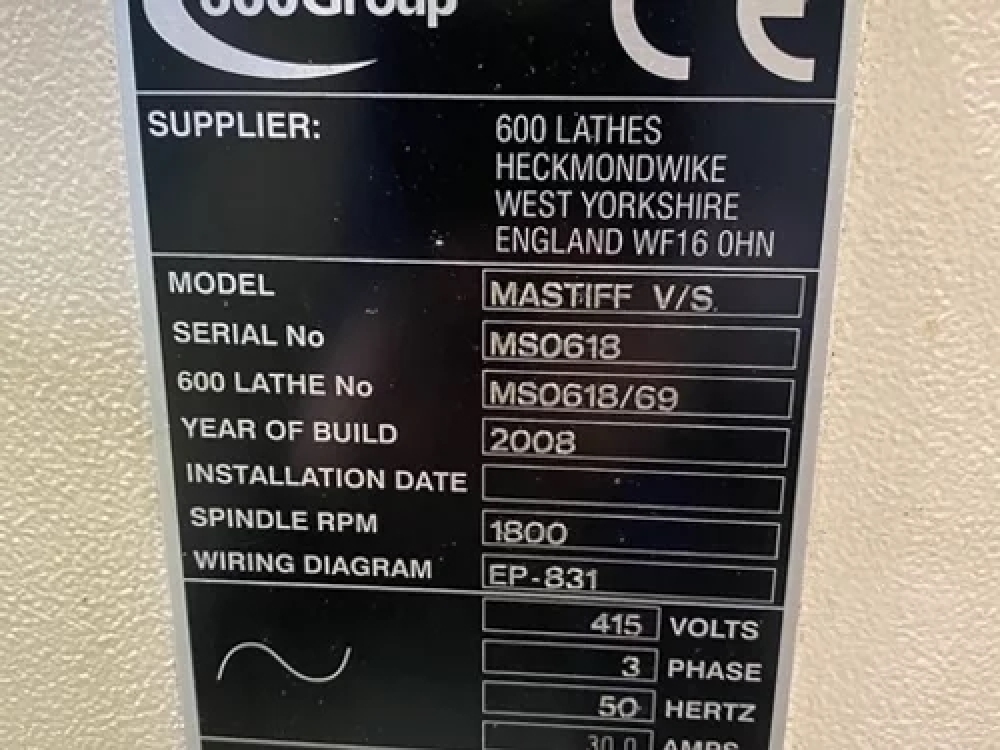 600Group CE
SUPPLIER: 600 LATHES
HECKMONDWIKE
WEST YORKSHIRE
ENGLAND WF16 0HN
MODEL MASTIFF V/S.
SERIAL No MS0618
600 LATHE No MS0618/69
YEAR OF BUILD 2008
INSTALLATION DATE
SPINDLE RPM 1800
WIRING DIAGRAM EP-831
415 VOLTS
3 PHASE
50 HERTZ
30.0 AMPS